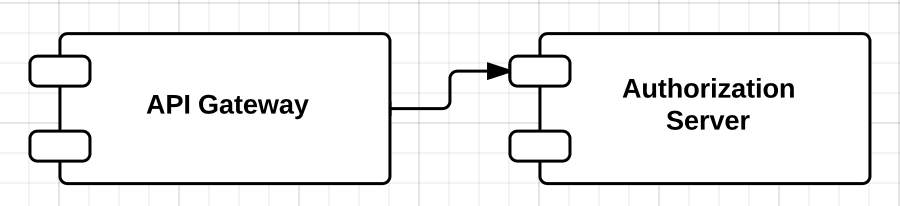 API Gateway
Authorization
Server